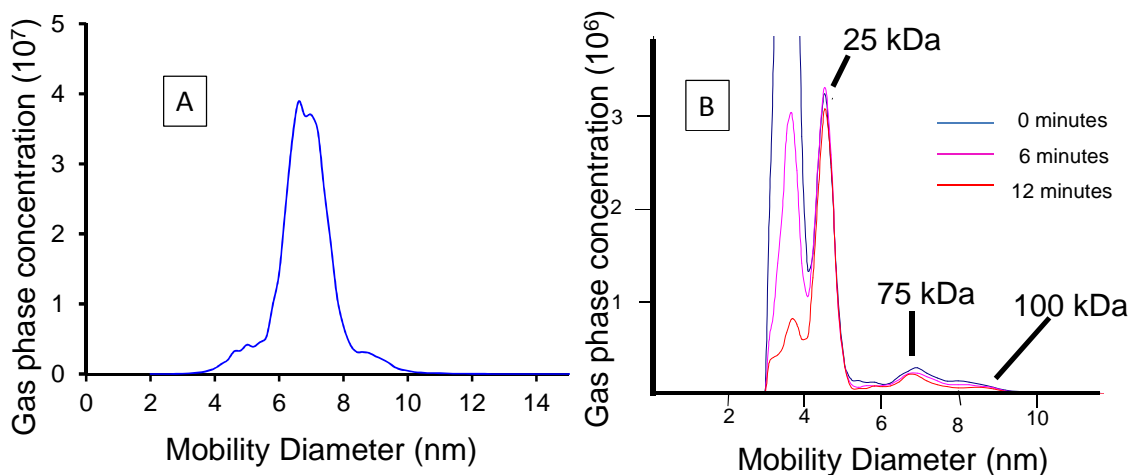 A
Gas phase concentration (10⁷)
5
4
3
2
1
0
0 2 4 6 8 10 12 14
Mobility Diameter (nm)
B
Gas phase concentration (10⁶)
3
2
1
2 4 6 8 10
Mobility Diameter (nm)
25 kDa
0 minutes
6 minutes
12 minutes
75 kDa
100 kDa